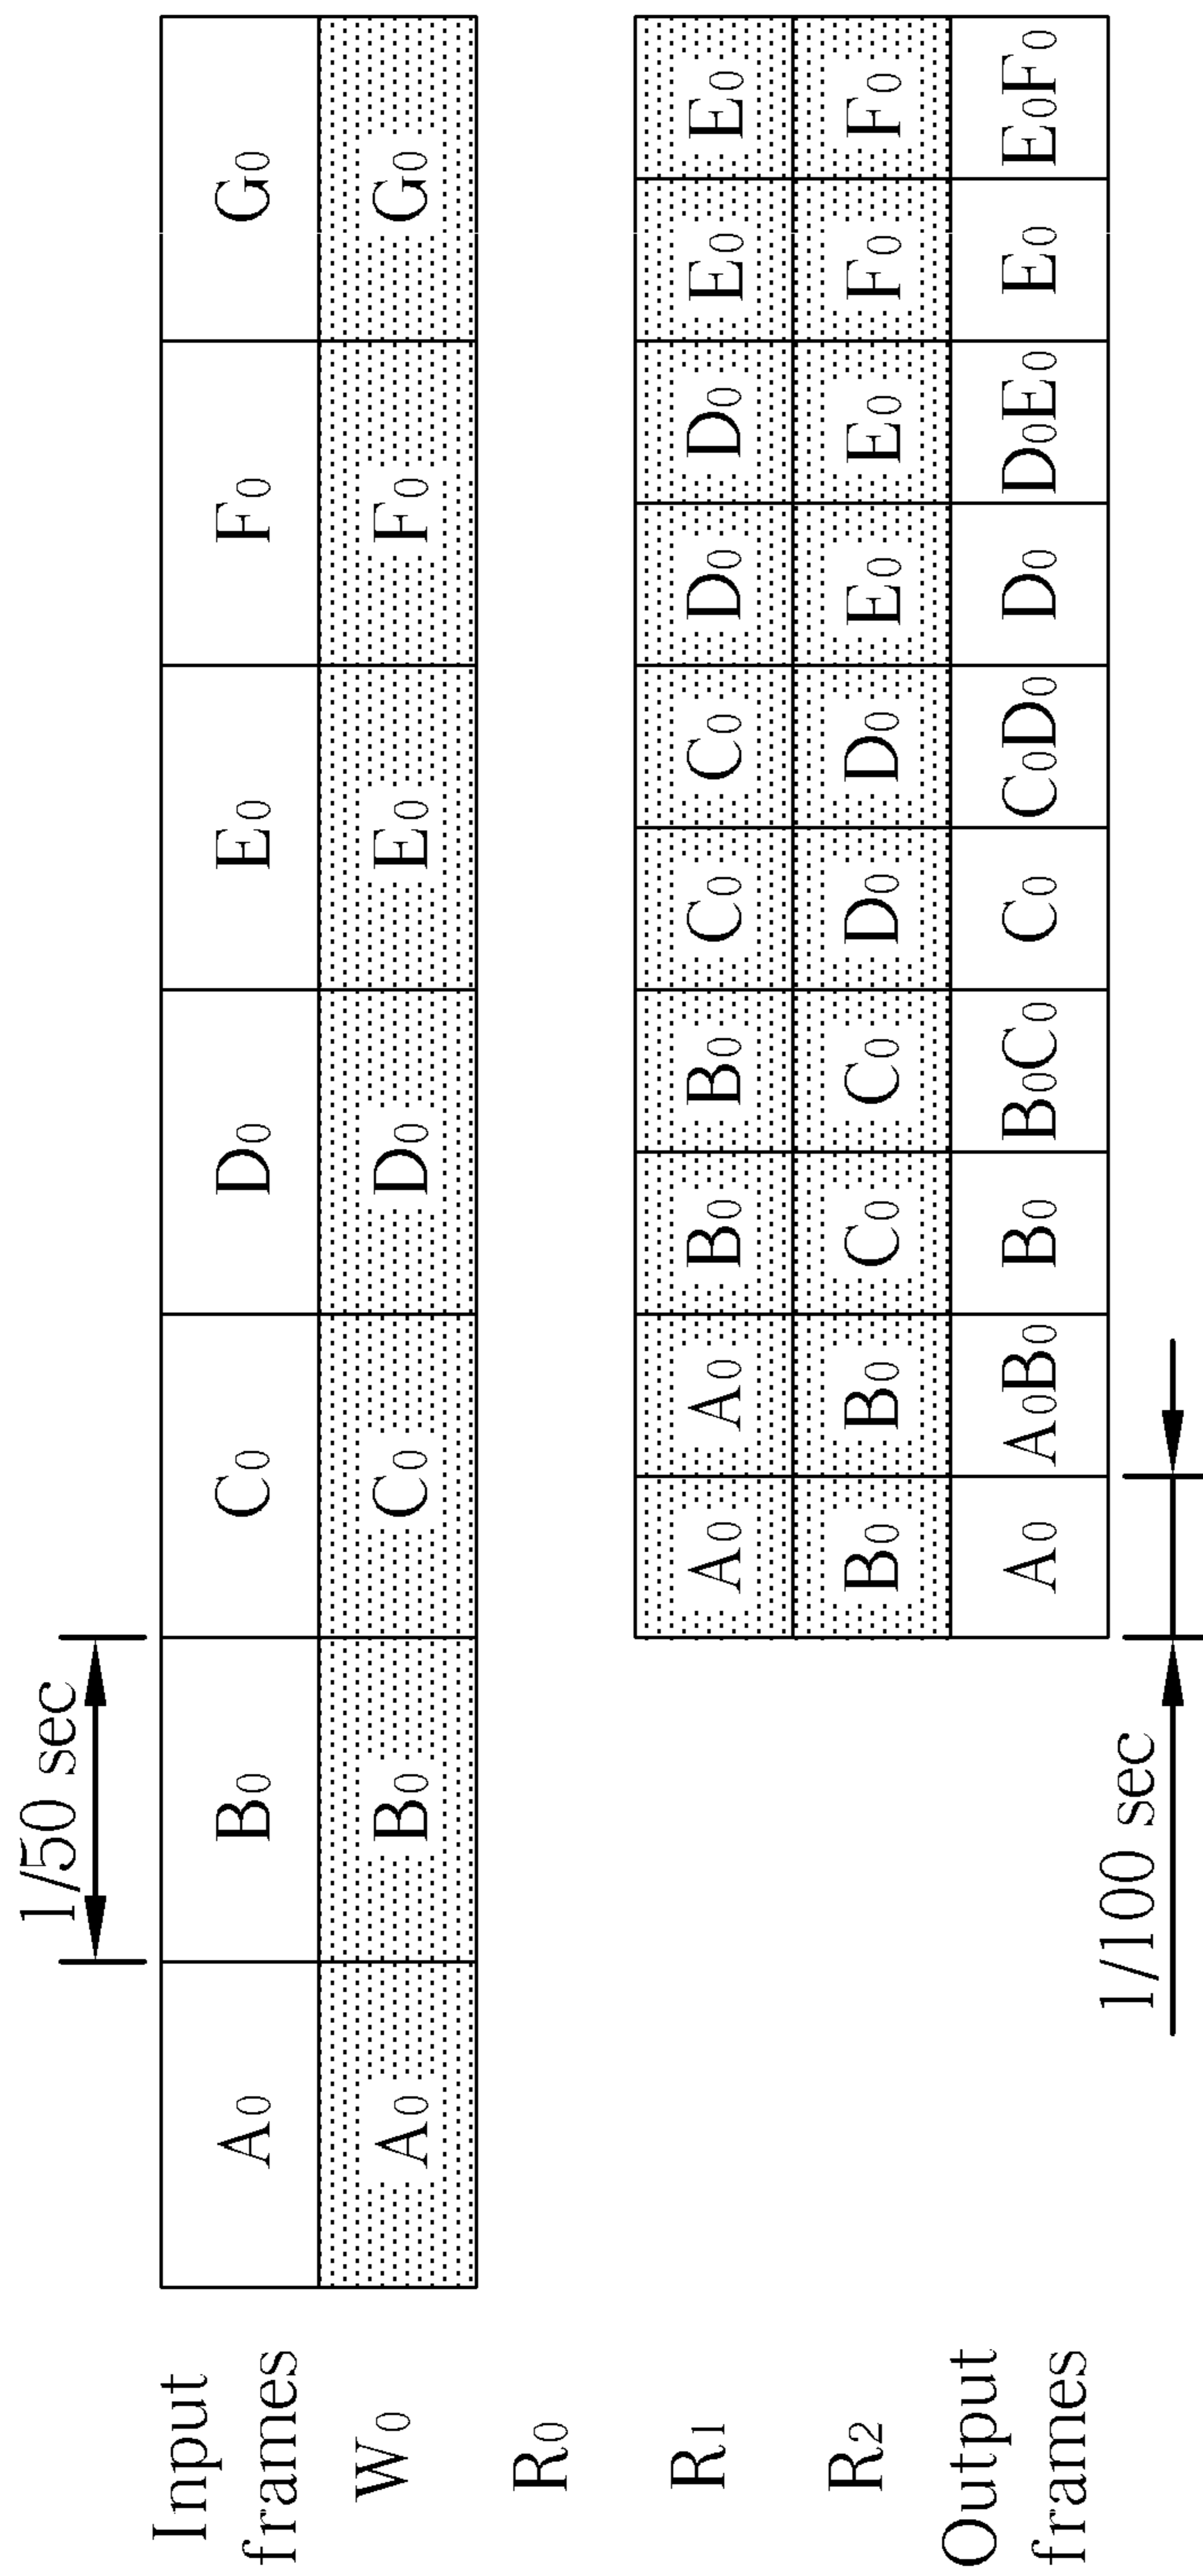 1/50 sec
Input frames A₀ B₀ C₀ D₀ E₀ F₀ G₀
W₀ A₀ B₀ C₀ D₀ E₀ F₀ G₀
R₀
R₁ A₀ A₀ B₀ B₀ C₀ C₀ D₀ D₀ E₀ E₀
R₂ B₀ B₀ C₀ C₀ D₀ D₀ E₀ E₀ F₀ F₀
Output frames A₀ A₀B₀ B₀ B₀C₀ C₀ C₀D₀ D₀ D₀E₀ E₀ E₀F₀
1/100 sec